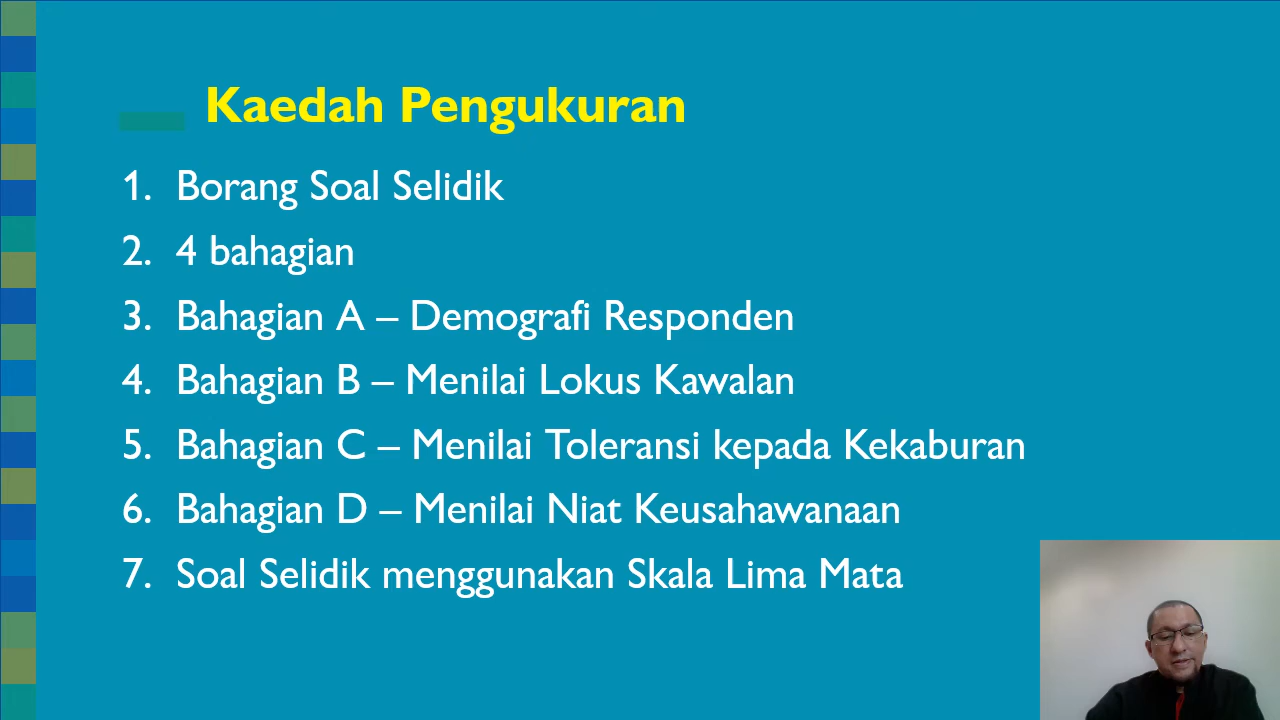 Kaedah Pengukuran
1. Borang Soal Selidik
2. 4 bahagian
3. Bahagian A – Demografi Responden
4. Bahagian B – Menilai Lokus Kawalan
5. Bahagian C – Menilai Toleransi kepada Kekaburan
6. Bahagian D – Menilai Niat Keusahawanaan
7. Soal Selidik menggunakan Skala Lima Mata